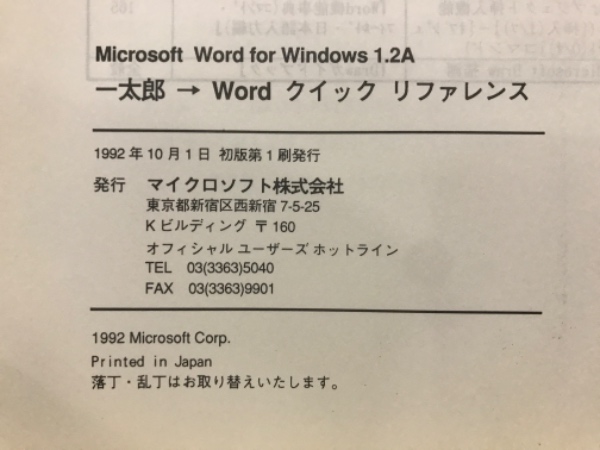 Microsoft Word for Windows 1.2A
一太郎 → Word クイック リファレンス
1992 年 10 月 1 日 初版第 1 刷発行
発行 マイクロソフト株式会社
東京都新宿区西新宿 7-5-25
K ビルディング 〒160
オフィシャル ユーザーズ ホットライン
TEL 03(3363)5040
FAX 03(3363)9901
1992 Microsoft Corp.
Printed in Japan
落丁・乱丁はお取り替えいたします。